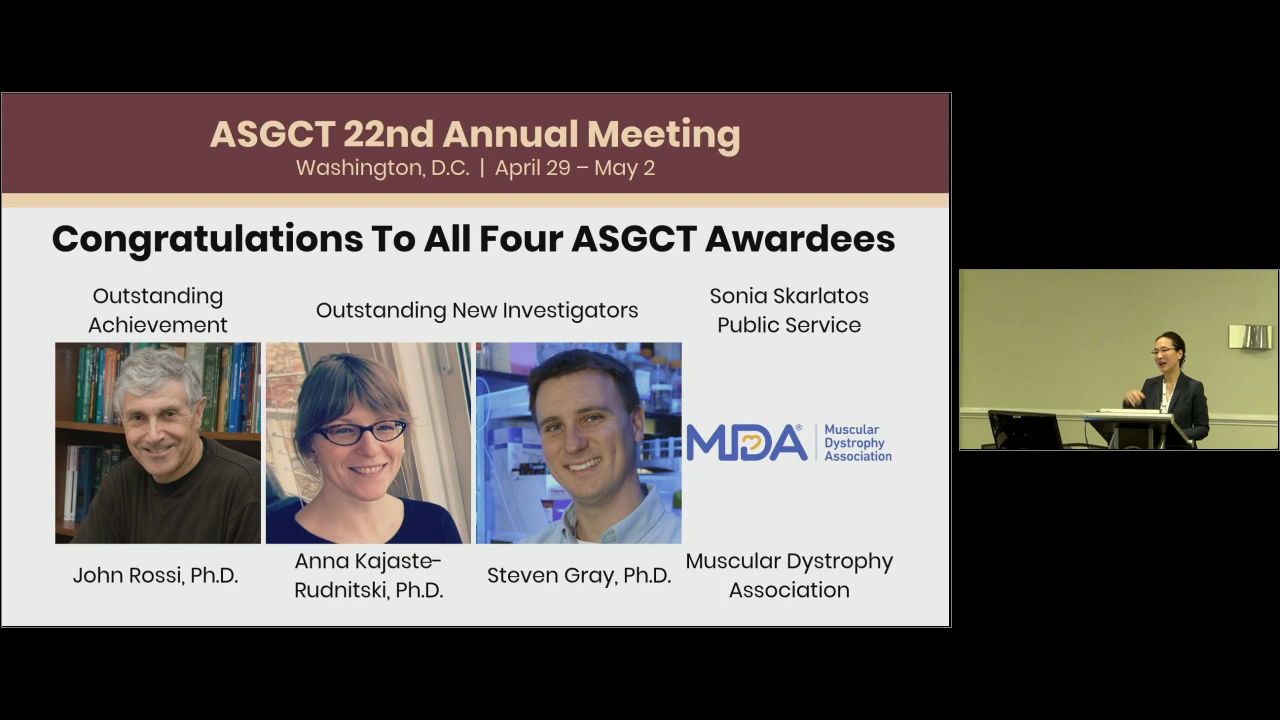 ASGCT 22nd Annual Meeting
Washington, D.C. | April 29 – May 2
Congratulations To All Four ASGCT Awardees
Outstanding
Achievement
Outstanding New Investigators
Sonia Skarlatos
Public Service
MDA® Muscular
Dystrophy
Association
John Rossi, Ph.D.
Anna Kajaste-
Rudnitski, Ph.D.
Steven Gray, Ph.D.
Muscular Dystrophy
Association